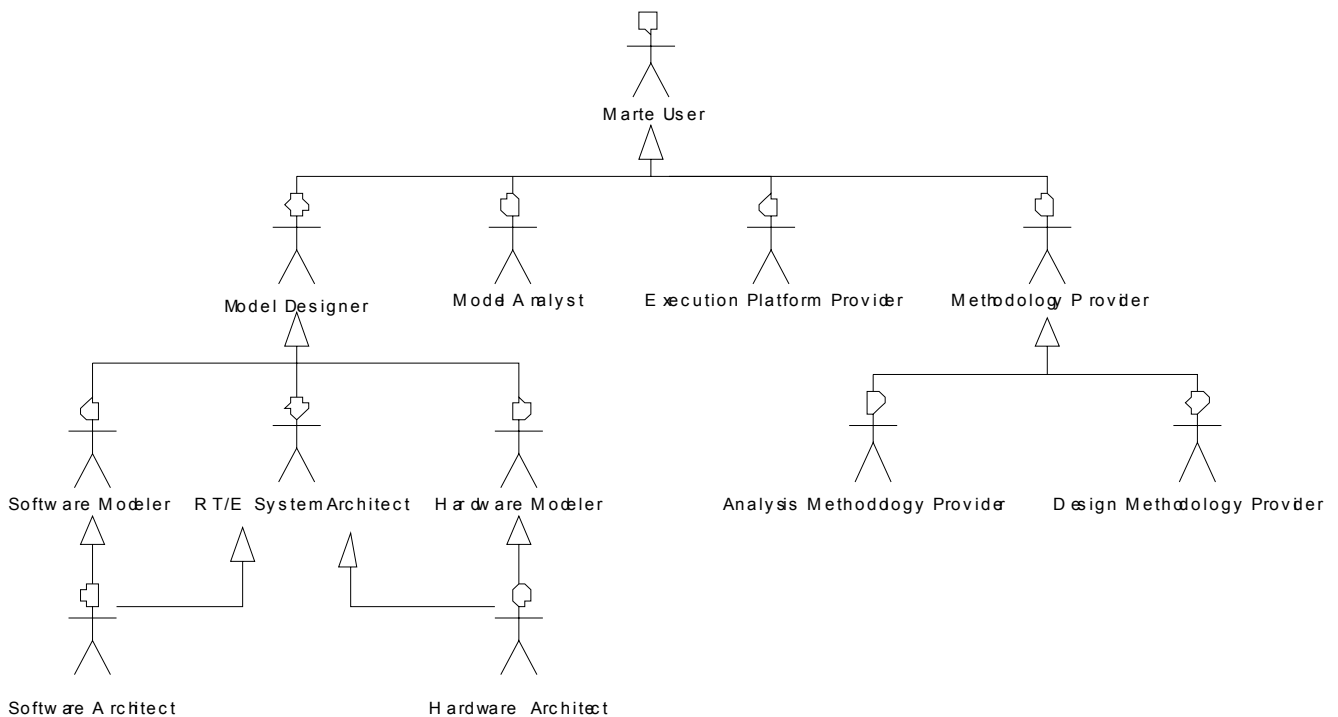 Marte User
Model Designer
Model Analyst
Execution Platform Provider
Methodology Provider
Software Modeler
RT/E System Architect
Hardware Modeler
Analysis Methodology Provider
Design Methodology Provider
Software Architect
Hardware Architect